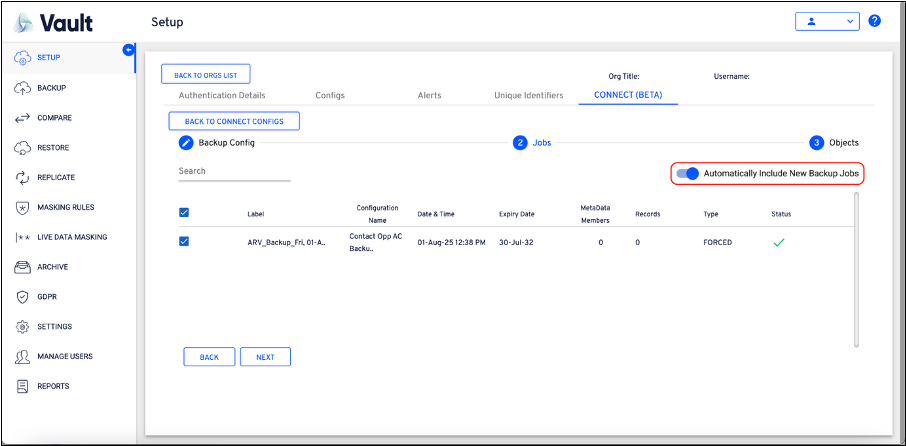 Vault
Setup
SETUP
BACKUP
COMPARE
RESTORE
REPLICATE
MASKING RULES
LIVE DATA MASKING
ARCHIVE
GDPR
SETTINGS
MANAGE USERS
REPORTS
BACK TO ORGS LIST
Org Title: Username:
Authentication Details Configs Alerts Unique Identifiers CONNECT (BETA)
BACK TO CONNECT CONFIGS
Backup Config 2 Jobs 3 Objects
Search
Automatically Include New Backup Jobs
Label Configuration Name Date & Time Expiry Date MetaData Members Records Type Status
ARV_Backup_Fri, 01-A.. Contact Opp AC Backu.. 01-Aug-25 12:38 PM 30-Jul-32 0 0 FORCED
BACK NEXT